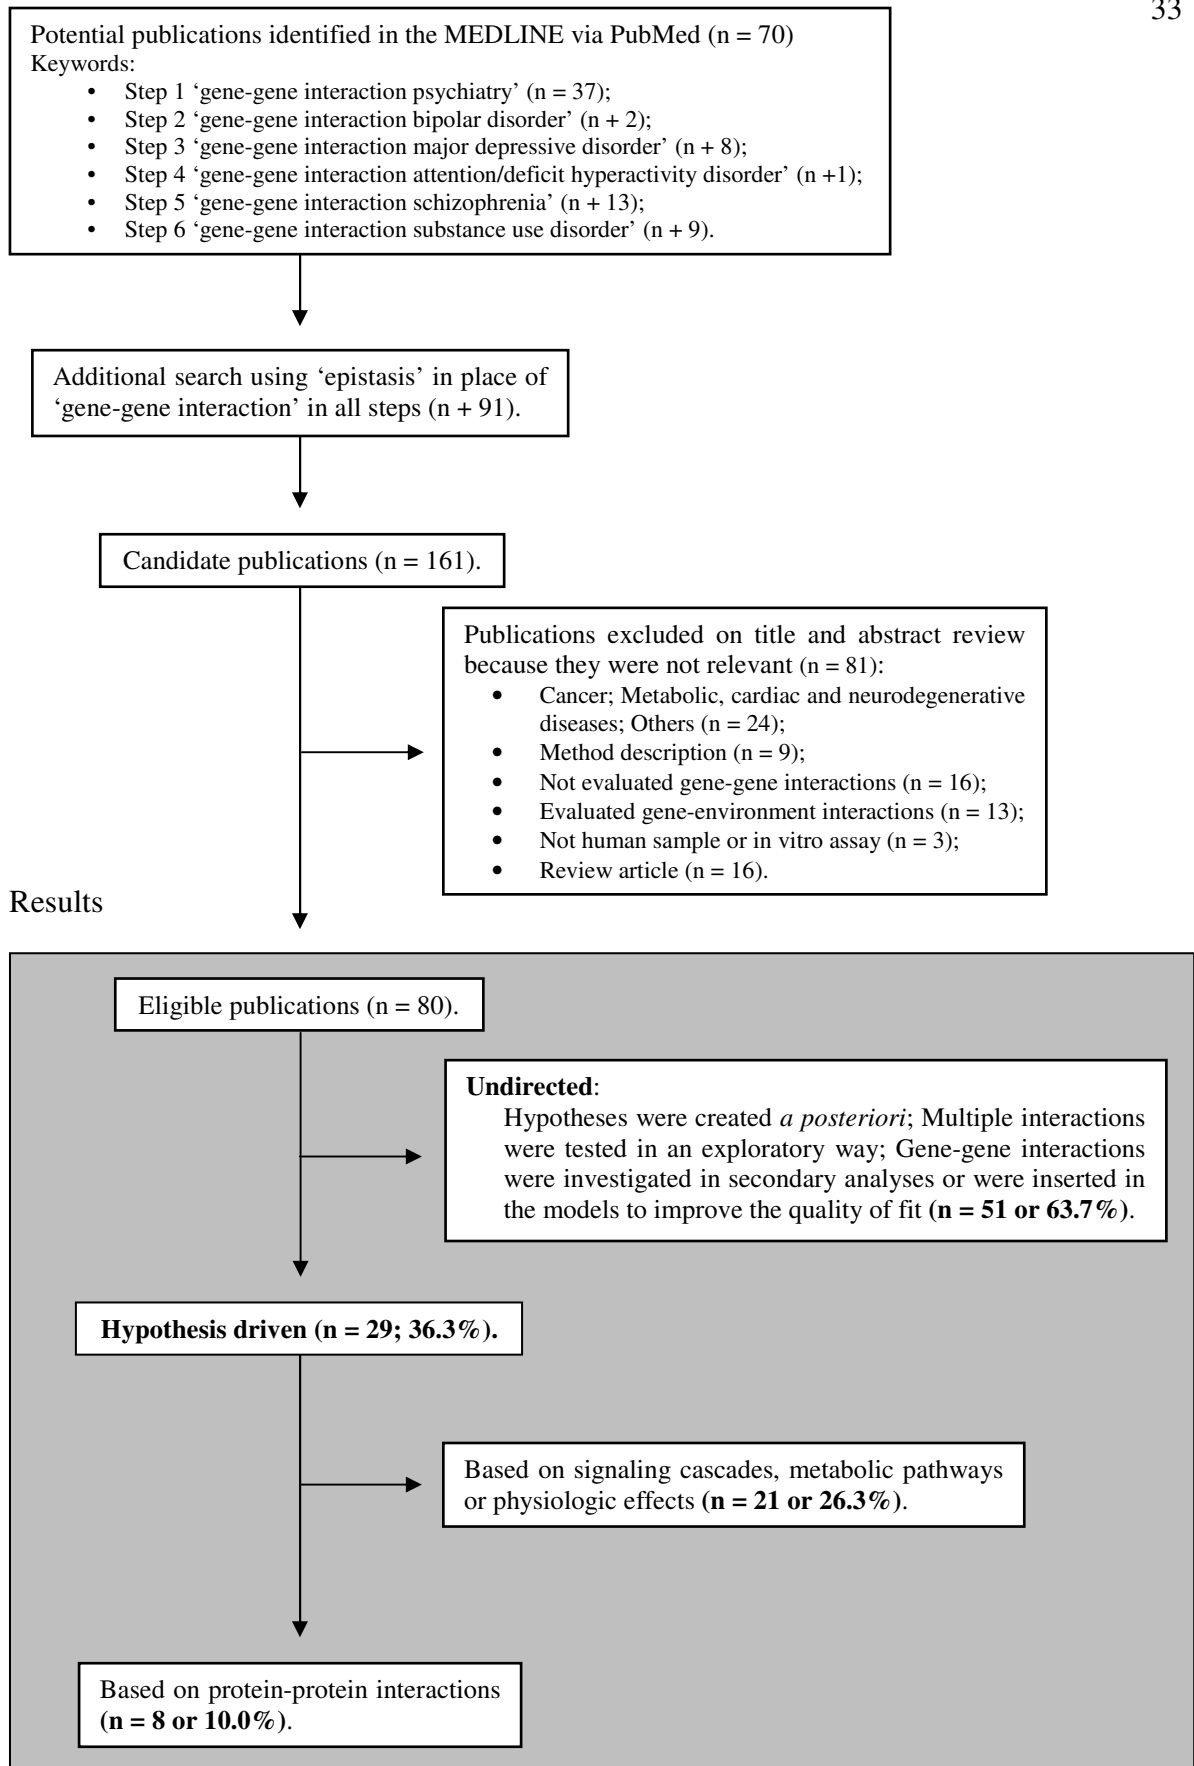 33
Potential publications identified in the MEDLINE via PubMed (n = 70)
Keywords:
• Step 1 ‘gene-gene interaction psychiatry’ (n = 37);
• Step 2 ‘gene-gene interaction bipolar disorder’ (n + 2);
• Step 3 ‘gene-gene interaction major depressive disorder’ (n + 8);
• Step 4 ‘gene-gene interaction attention/deficit hyperactivity disorder’ (n +1);
• Step 5 ‘gene-gene interaction schizophrenia’ (n + 13);
• Step 6 ‘gene-gene interaction substance use disorder’ (n + 9).
Additional search using ‘epistasis’ in place of
‘gene-gene interaction’ in all steps (n + 91).
Candidate publications (n = 161).
Publications excluded on title and abstract review
because they were not relevant (n = 81):
• Cancer; Metabolic, cardiac and neurodegenerative
diseases; Others (n = 24);
• Method description (n = 9);
• Not evaluated gene-gene interactions (n = 16);
• Evaluated gene-environment interactions (n = 13);
• Not human sample or in vitro assay (n = 3);
• Review article (n = 16).
Results
Eligible publications (n = 80).
Undirected:
Hypotheses were created a posteriori; Multiple interactions
were tested in an exploratory way; Gene-gene interactions
were investigated in secondary analyses or were inserted in
the models to improve the quality of fit (n = 51 or 63.7%).
Hypothesis driven (n = 29; 36.3%).
Based on signaling cascades, metabolic pathways
or physiologic effects (n = 21 or 26.3%).
Based on protein-protein interactions
(n = 8 or 10.0%).